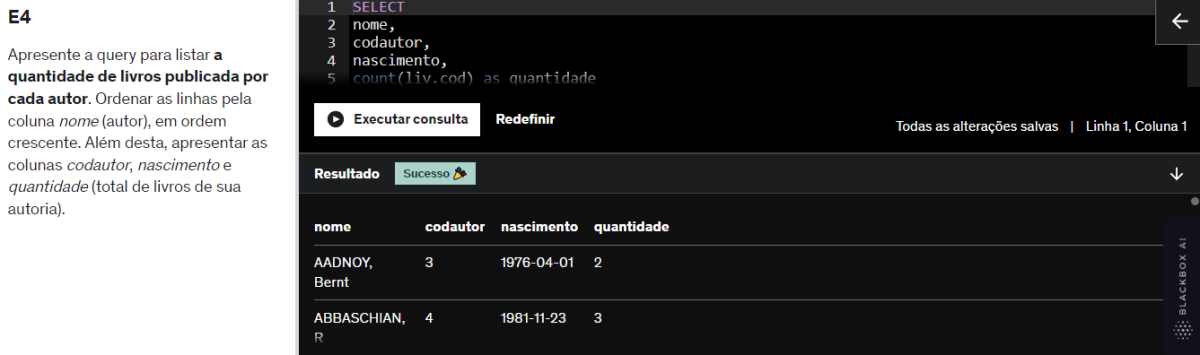 E4
Apresente a query para listar a
quantidade de livros publicada por
cada autor. Ordenar as linhas pela
coluna nome (autor), em ordem
crescente. Além desta, apresentar as
colunas codautor, nascimento e
quantidade (total de livros de sua
autoria).
1 SELECT
2 nome,
3 codautor,
4 nascimento,
5 count(liv.cod) as quantidade
Executar consulta Redefinir
Todas as alterações salvas | Linha 1, Coluna 1
Resultado Sucesso
nome codautor nascimento quantidade
AADNOY, 3 1976-04-01 2
Bernt
ABBASCHIAN, 4 1981-11-23 3
R
BLACKBOX AI